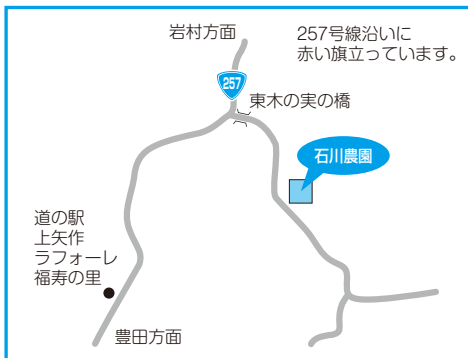 岩村方面
257号線沿いに
赤い旗立っています。
257
東木の実の橋
石川農園
道の駅
上矢作
ラフォーレ
福寿の里
豊田方面